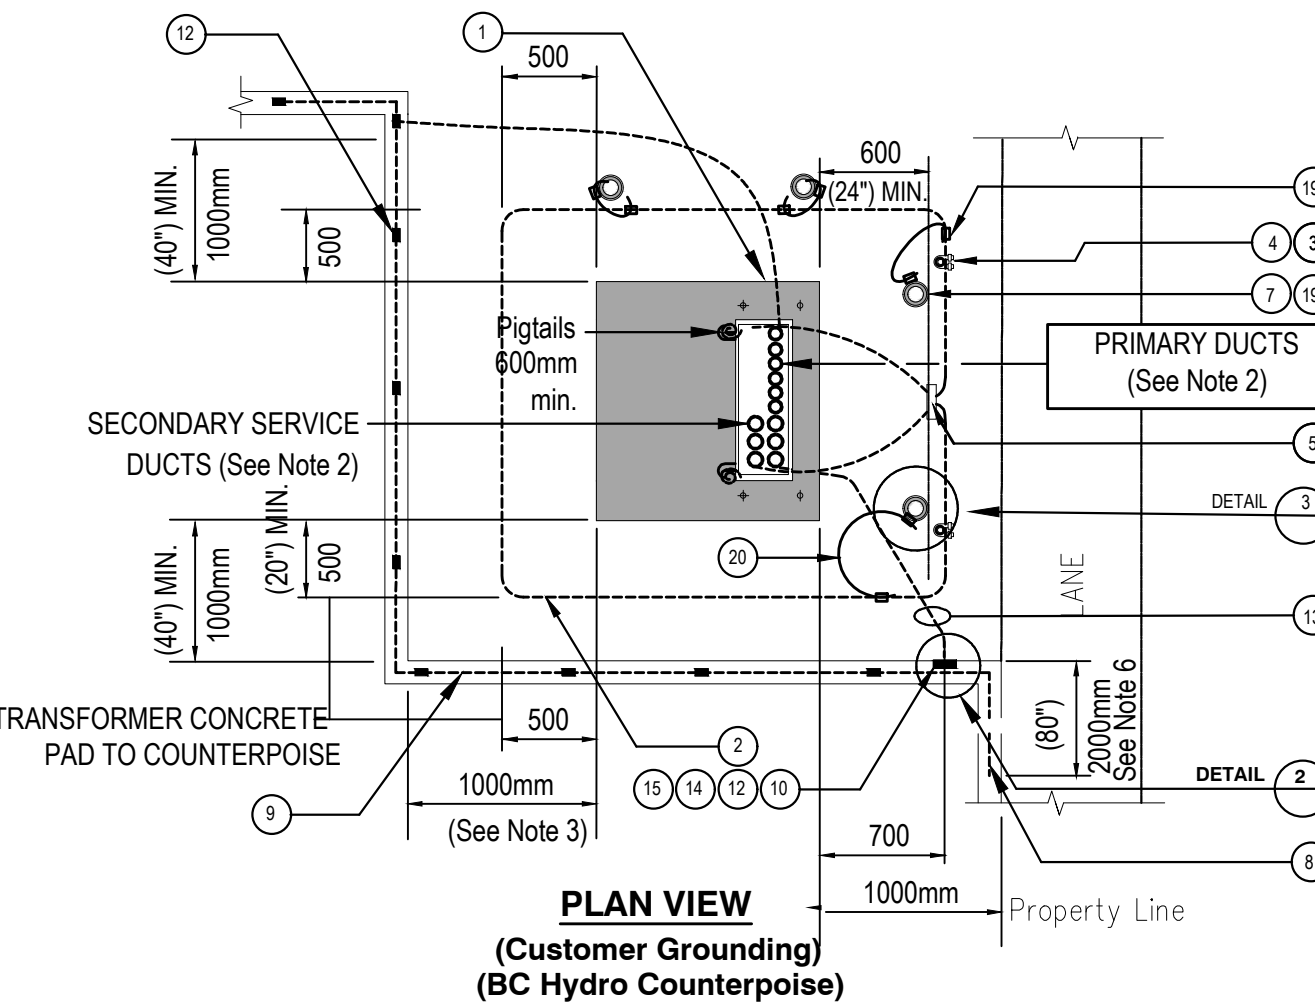 12
1
500
600
(24") MIN.
(40") MIN.
1000mm
500
19
4
3
7
19
Pigtails
600mm
min.
PRIMARY DUCTS
(See Note 2)
SECONDARY SERVICE
DUCTS (See Note 2)
5
DETAIL
3
(40") MIN.
1000mm
(20") MIN.
500
20
LANE
13
TRANSFORMER CONCRETE
PAD TO COUNTERPOISE
500
2
(80")
2000mm
See Note 6
15
14
12
10
DETAIL
2
9
1000mm
(See Note 3)
700
8
1000mm
Property Line
PLAN VIEW
(Customer Grounding)
(BC Hydro Counterpoise)